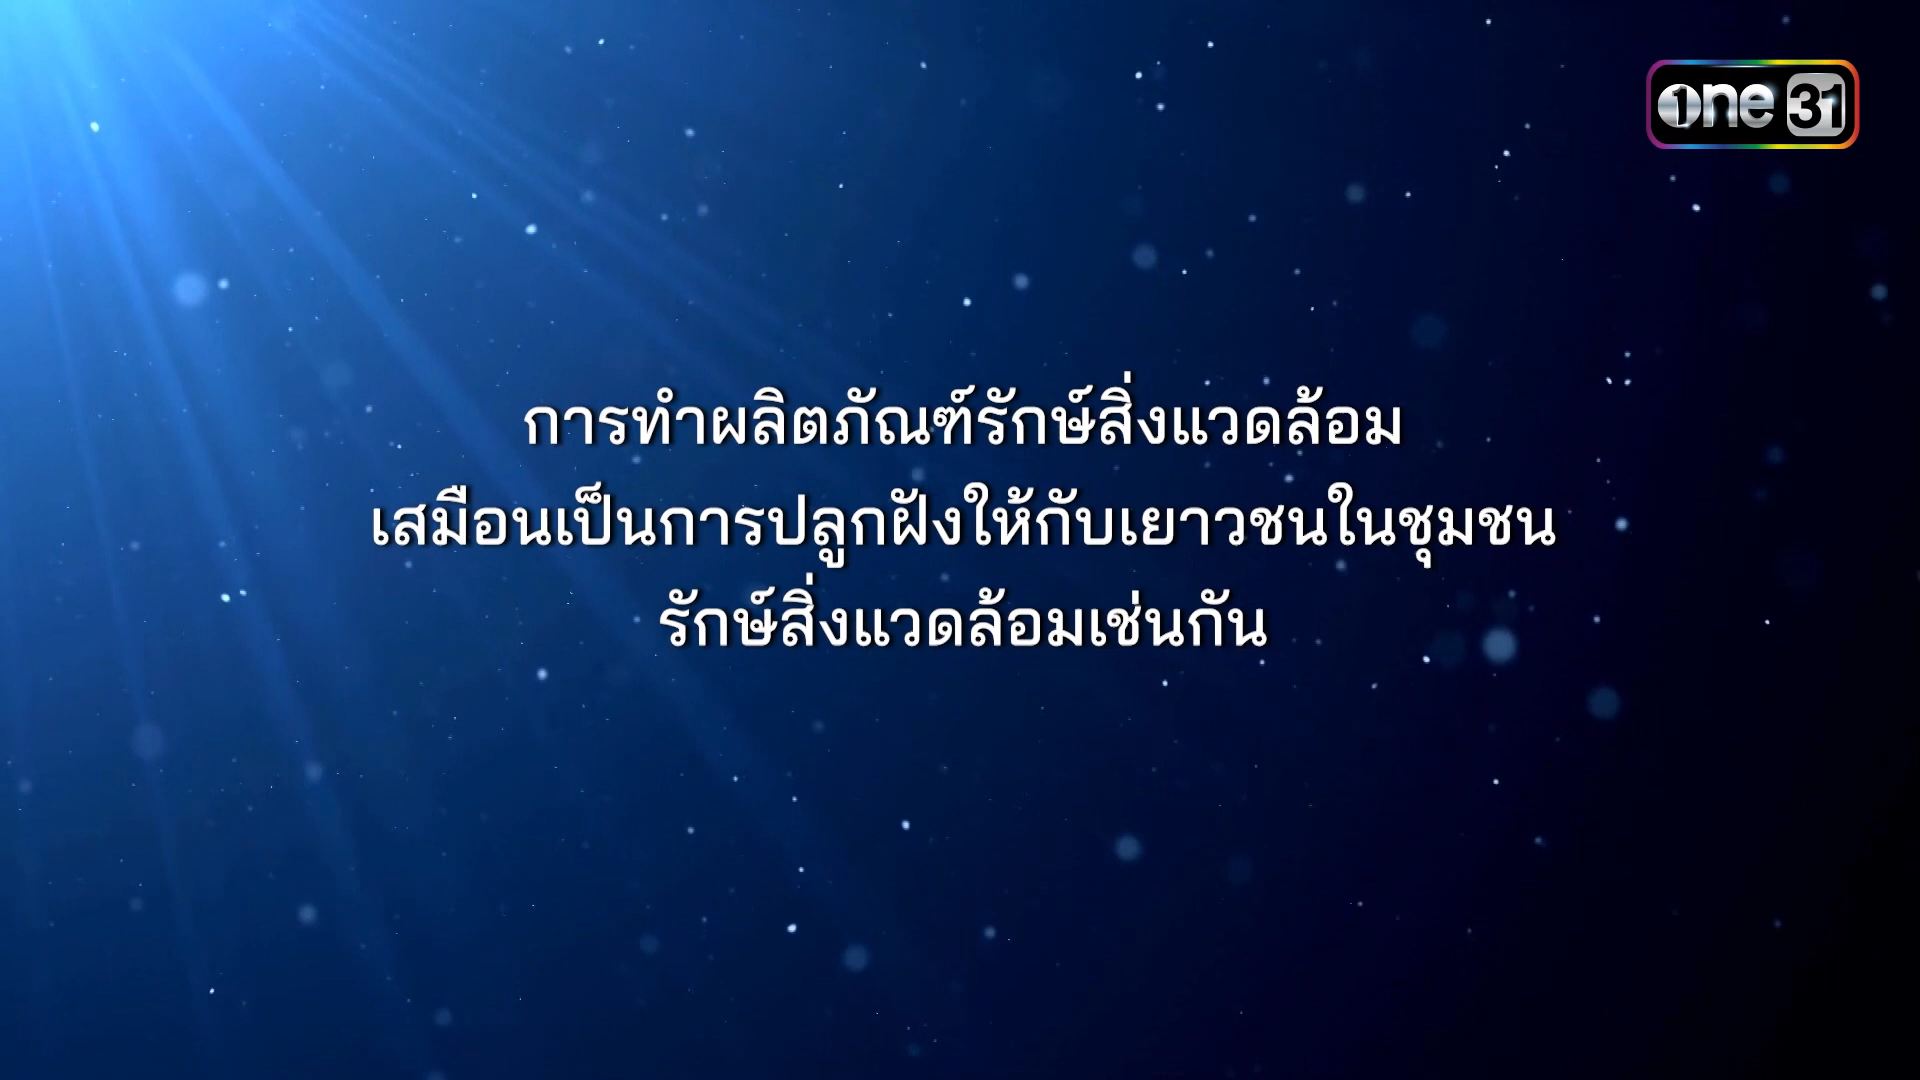 one 31
การทำผลิตภัณฑ์รักษ์สิ่งแวดล้อม
เสมือนเป็นการปลูกฝังให้กับเยาวชนในชุมชน
รักษ์สิ่งแวดล้อมเช่นกัน